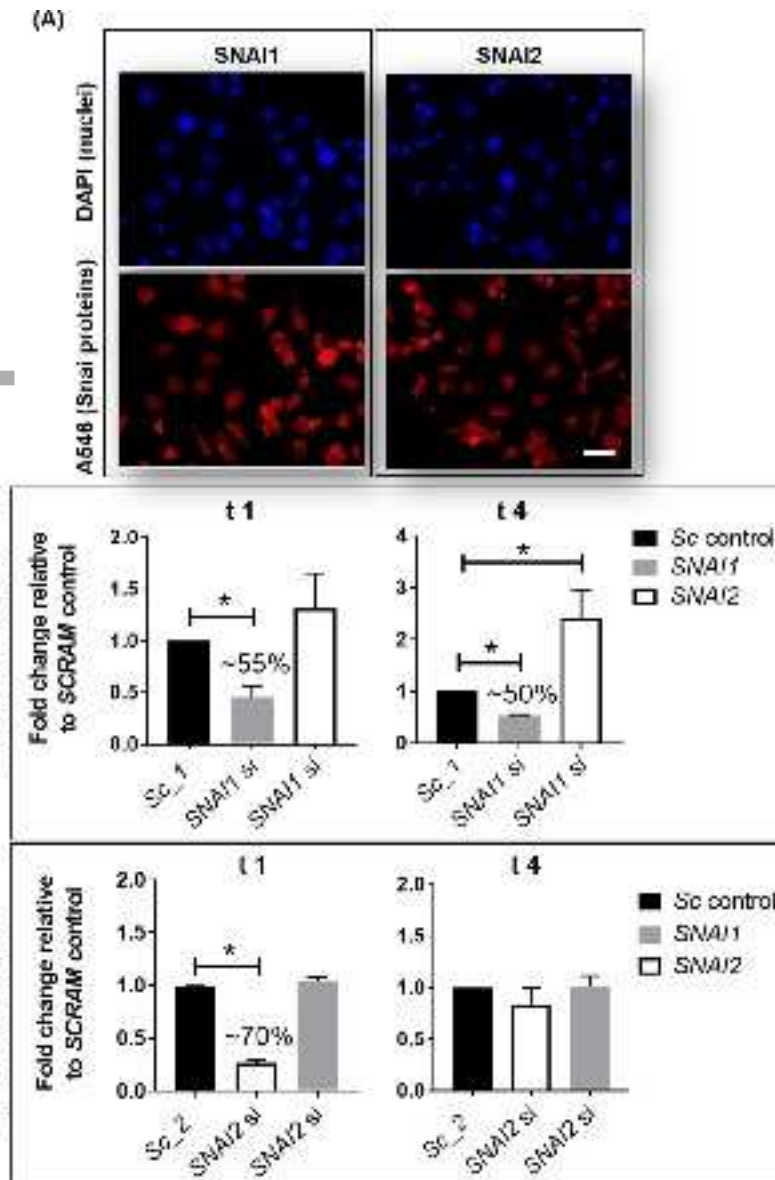 (A)
SNAI1
SNAI2
DAPI (nuclei)
A546 (Snai proteins)
t 1
t 4
Fold change relative
to SCRAM control
2.0
1.5
1.0
0.5
0.0
*
~55%
Sc_1
SNAI1 si
SNAI1 si
4
3
2
1
0
*
*
~50%
Sc_1
SNAI1 si
SNAI1 si
Sc control
SNAI1
SNAI2
t 1
t 4
Fold change relative
to SCRAM control
2.0
1.5
1.0
0.5
0.0
*
~70%
Sc_2
SNAI2 si
SNAI2 si
2.0
1.5
1.0
0.5
0.0
Sc_2
SNAI2 si
SNAI2 si
Sc control
SNAI1
SNAI2